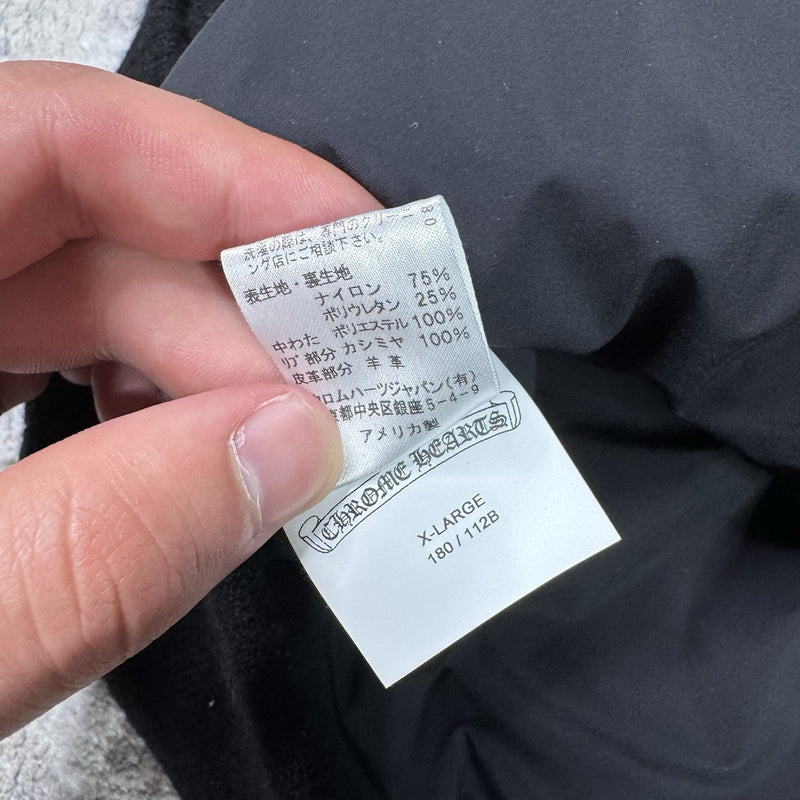 洗濯の際は、専門のクリーニ
ング店にご相談下さい。
80
表生地・裏生地
ナイロン 75%
ポリウレタン 25%
中わた ポリエステル 100%
リブ部分 カシミヤ 100%
皮革部分 羊革
ロムハーツジャパン(有)
京都中央区銀座5-4-9
アメリカ製
CHROME HEARTS
X-LARGE
180 / 112B